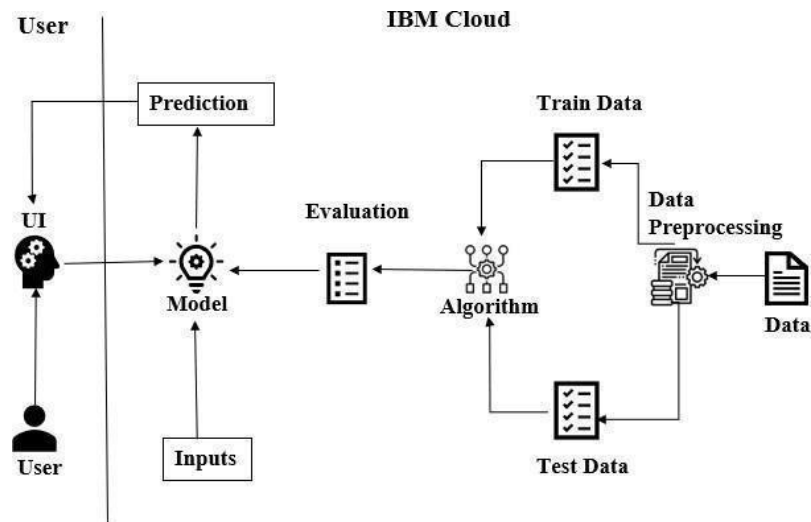 User
IBM Cloud
Prediction
Train Data
UI
Evaluation
Data
Preprocessing
Model
Algorithm
Data
User
Inputs
Test Data